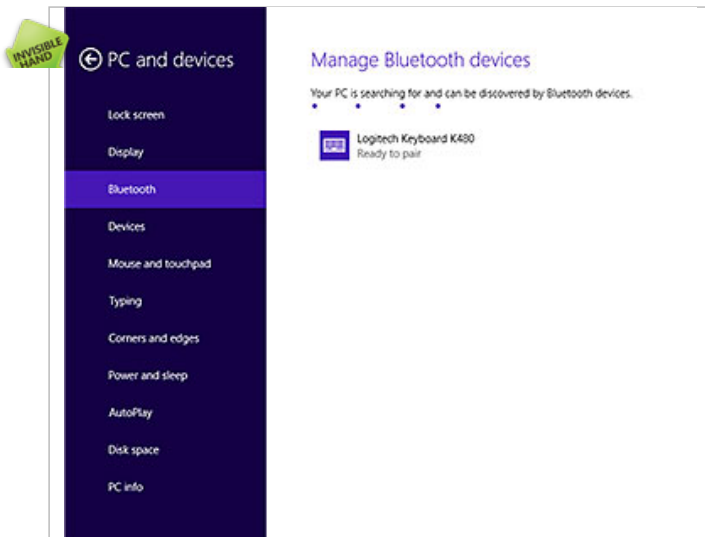 INVISIBLE
HAND
PC and devices
Lock screen
Display
Bluetooth
Devices
Mouse and touchpad
Typing
Corners and edges
Power and sleep
AutoPlay
Disk space
PC info
Manage Bluetooth devices
Your PC is searching for and can be discovered by Bluetooth devices.
Logitech Keyboard K480
Ready to pair